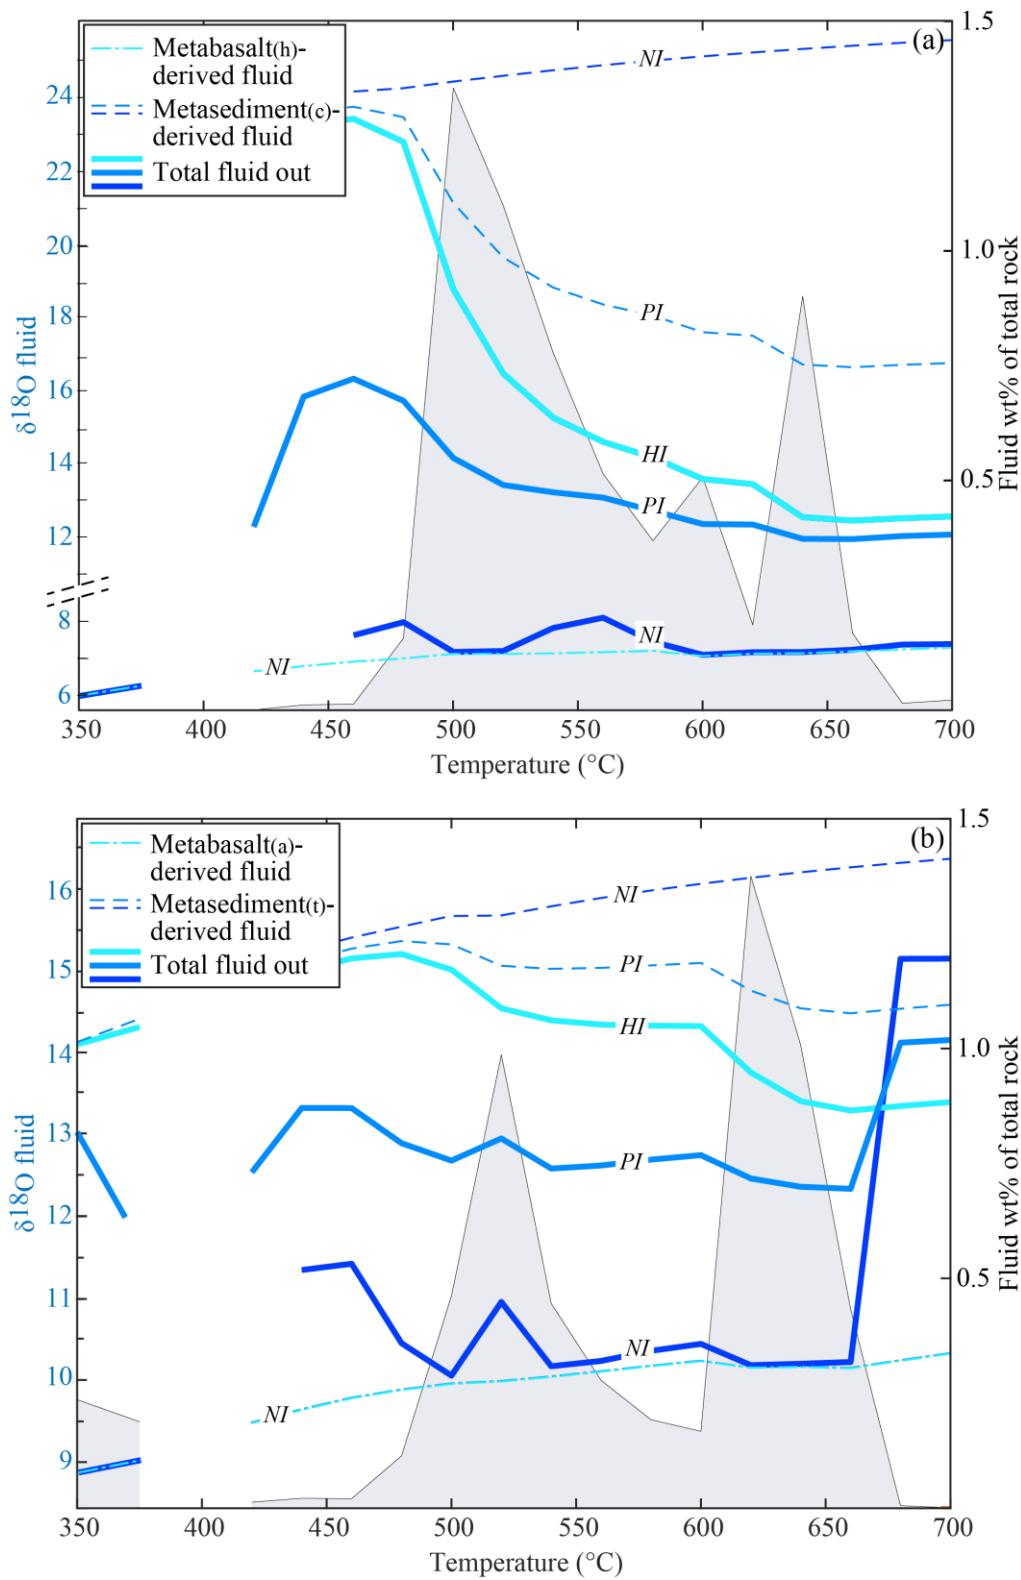 (a)
1.5
Metabasalt(h)-
derived fluid
Metasediment(c)-
derived fluid
Total fluid out
NI
24
22
20
18
16
14
12
8
6
δ18O fluid
1.0
0.5
Fluid wt% of total rock
PI
HI
PI
NI
NI
350
400
450
500
550
600
650
700
Temperature (°C)
(b)
1.5
Metabasalt(a)-
derived fluid
Metasediment(t)-
derived fluid
Total fluid out
NI
16
15
14
13
12
11
10
9
δ18O fluid
1.0
0.5
Fluid wt% of total rock
PI
HI
PI
NI
NI
350
400
450
500
550
600
650
700
Temperature (°C)